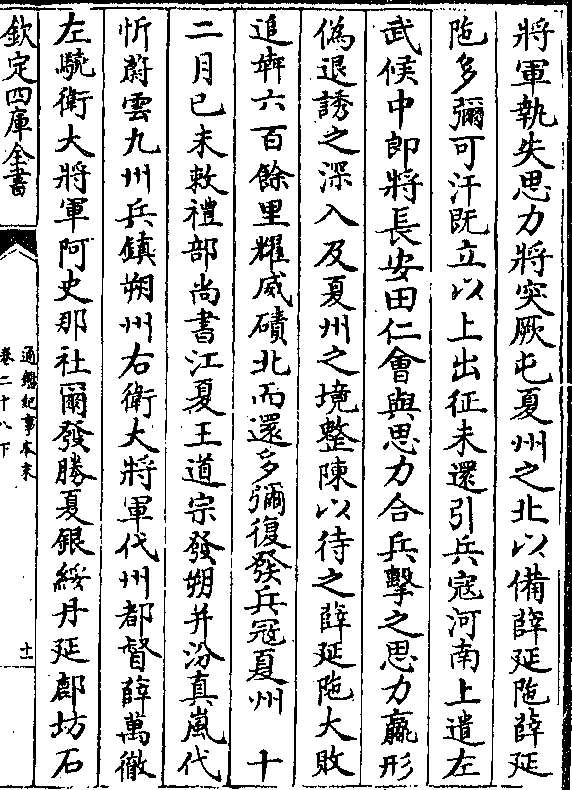 將軍執失思力將突厥屯夏州之北以備薛延陁薛延
陁多彌可汗既立以上出征未還引兵寇河南上遣左
武候中郎將長安田仁會與思力合兵擊之思力羸形
偽退誘之深入及夏州之境整陳以待之薛延陁大敗
追奔六百餘里耀威磧北而還多彌復發兵寇夏州　十
二月己未敕禮部尚書江夏王道宗發朔并汾真嵐代
忻蔚雲九州兵鎮朔州右衛大將軍代州都督薛萬徹
左驍衛大將軍阿史那社爾發勝夏銀綏丹延鄜坊石
欽定四庫全書
通鑑紀事本末
卷二十八下
十一